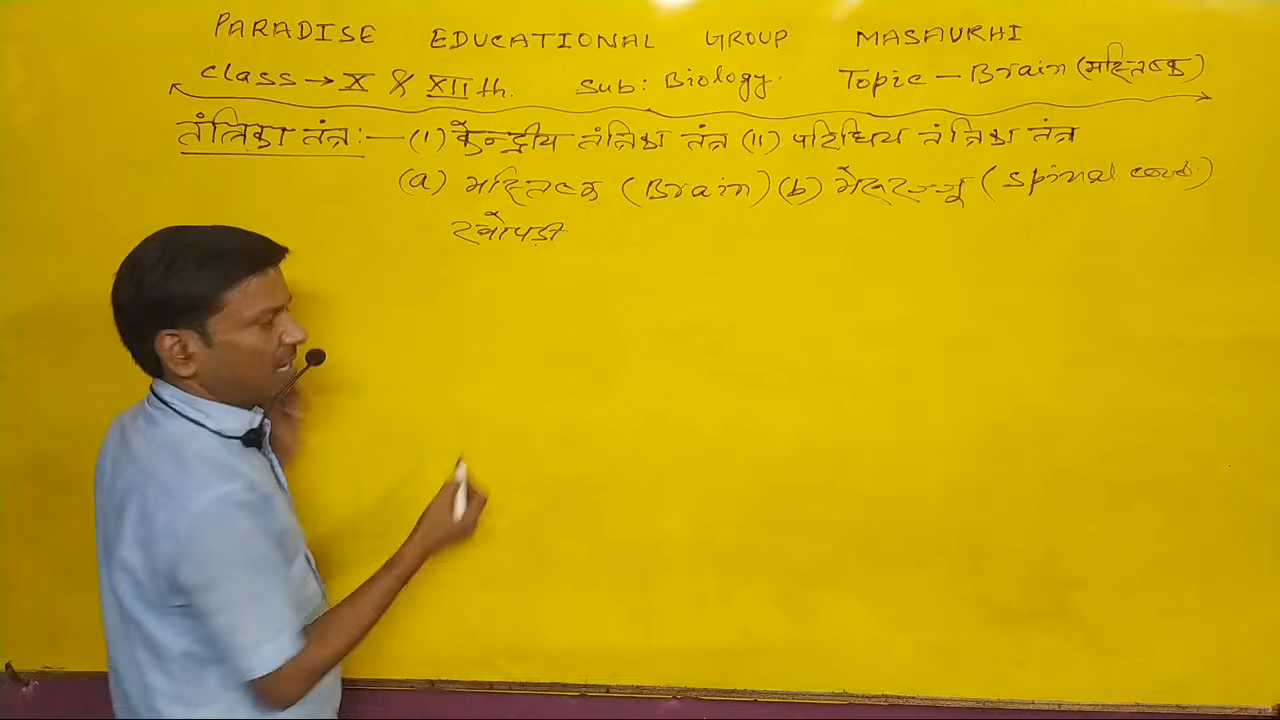 PARADISE EDUCATIONAL GROUP MASAURHI
Class → X & XIIth. Sub: Biology. Topic - Brain (मस्तिष्क)
तंत्रिका तंत्र :- (I) केन्द्रीय तंत्रिका तंत्र (II) परिधिय तंत्रिका तंत्र
(a) मस्तिष्क (Brain) (b) मेरूरज्जू (Spinal cord)
खोपड़ी